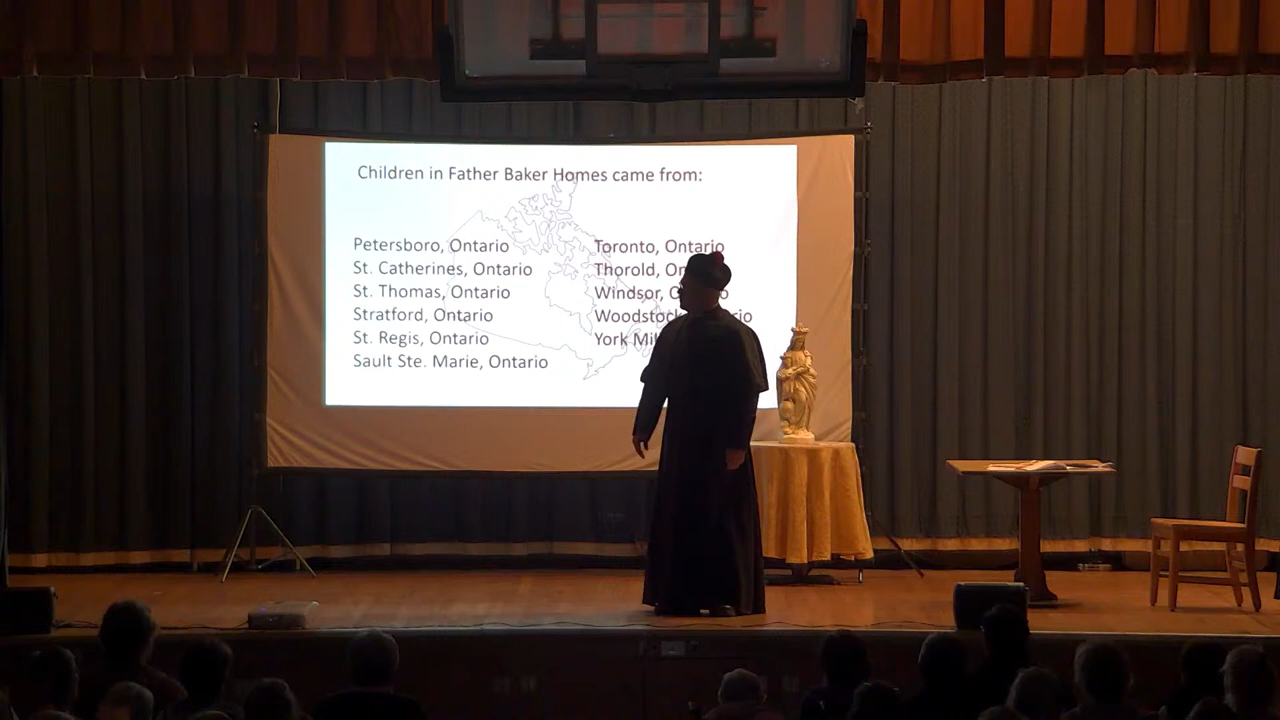 Children in Father Baker Homes came from:
Petersboro, Ontario
St. Catherines, Ontario
St. Thomas, Ontario
Stratford, Ontario
St. Regis, Ontario
Sault Ste. Marie, Ontario
Toronto, Ontario
Thorold,
Windsor,
Woodstock
York